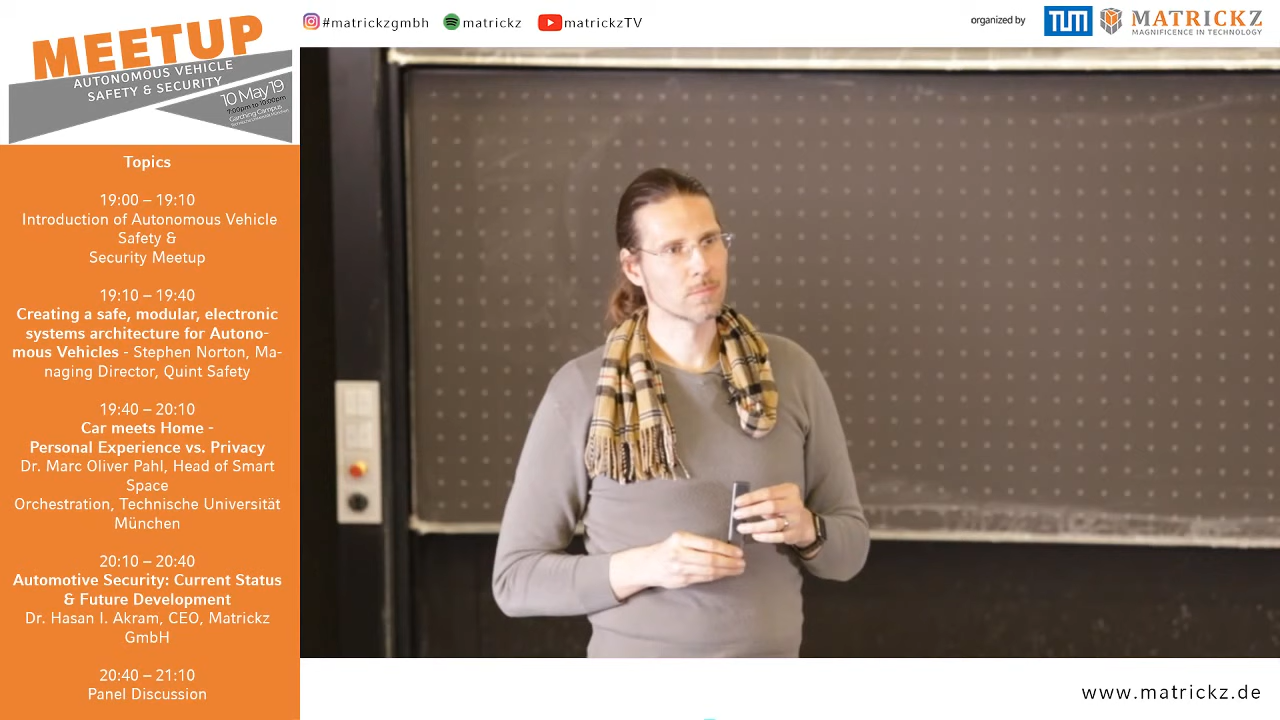 MEETUP
AUTONOMOUS VEHICLE
SAFETY & SECURITY
10 May 19
7:00pm to 10:00pm
Garching Campus
#matrickzgmbh
matrickz
matrickzTV
organized by
TUM
MATRICKZ
MAGNIFICENCE IN TECHNOLOGY
Topics
19:00 – 19:10
Introduction of Autonomous Vehicle
Safety &
Security Meetup
19:10 – 19:40
Creating a safe, modular, electronic
systems architecture for Autono-
mous Vehicles - Stephen Norton, Ma-
naging Director, Quint Safety
19:40 – 20:10
Car meets Home -
Personal Experience vs. Privacy
Dr. Marc Oliver Pahl, Head of Smart
Space
Orchestration, Technische Universität
München
20:10 – 20:40
Automotive Security: Current Status
& Future Development
Dr. Hasan I. Akram, CEO, Matrickz
GmbH
20:40 – 21:10
Panel Discussion
www.matrickz.de